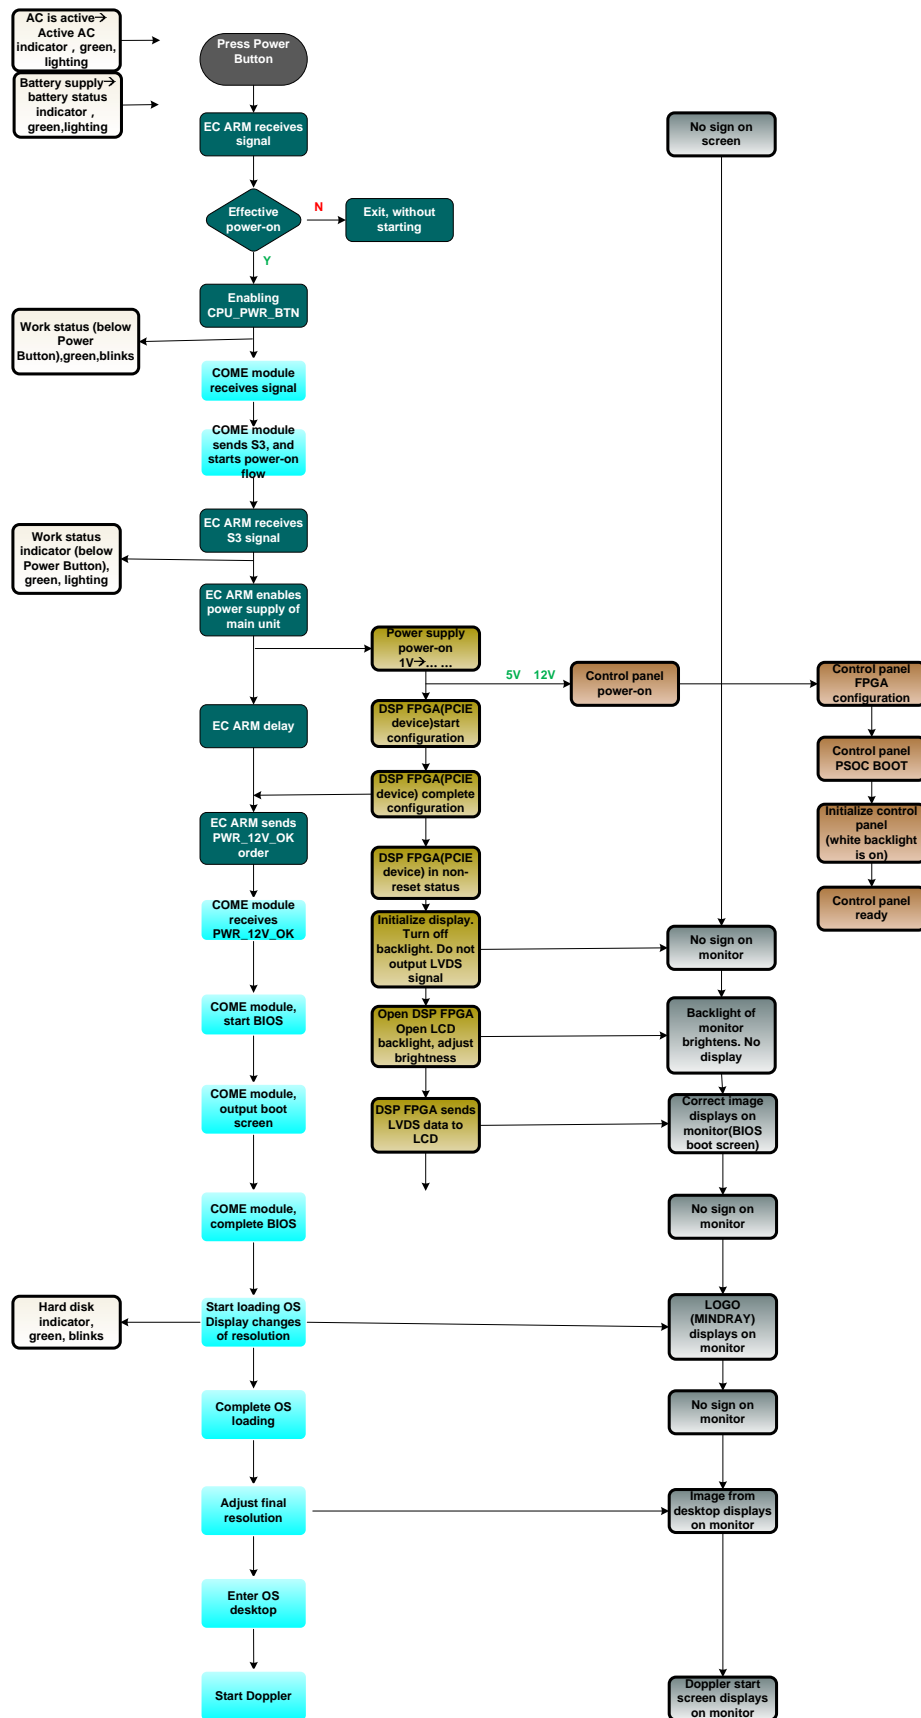 AC is active→
Active AC
indicator , green,
lighting
Battery supply→
battery status
indicator ,
green,lighting
Press Power
Button
EC ARM receives
signal
No sign on
screen
Effective
power-on
N
Exit, without
starting
Y
Enabling
CPU_PWR_BTN
Work status (below
Power
Button),green,blinks
COME module
receives signal
COME module
sends S3, and
starts power-on
flow
EC ARM receives
S3 signal
Work status
indicator (below
Power Button),
green, lighting
EC ARM enables
power supply of
main unit
Power supply
power-on
1V→... ...
5V 12V
Control panel
power-on
Control panel
FPGA
configuration
EC ARM delay
DSP FPGA(PCIE
device)start
configuration
Control panel
PSOC BOOT
DSP FPGA(PCIE
device) complete
configuration
Initialize control
panel
(white backlight
is on)
EC ARM sends
PWR_12V_OK
order
DSP FPGA(PCIE
device) in non-
reset status
Control panel
ready
COME module
receives
PWR_12V_OK
Initialize display.
Turn off
backlight. Do not
output LVDS
signal
No sign on
monitor
COME module,
start BIOS
Open DSP FPGA
Open LCD
backlight, adjust
brightness
Backlight of
monitor
brightens. No
display
COME module,
output boot
screen
DSP FPGA sends
LVDS data to
LCD
Correct image
displays on
monitor(BIOS
boot screen)
COME module,
complete BIOS
No sign on
monitor
Hard disk
indicator,
green, blinks
Start loading OS
Display changes
of resolution
LOGO
(MINDRAY)
displays on
monitor
Complete OS
loading
No sign on
monitor
Adjust final
resolution
Image from
desktop displays
on monitor
Enter OS
desktop
Start Doppler
Doppler start
screen displays
on monitor